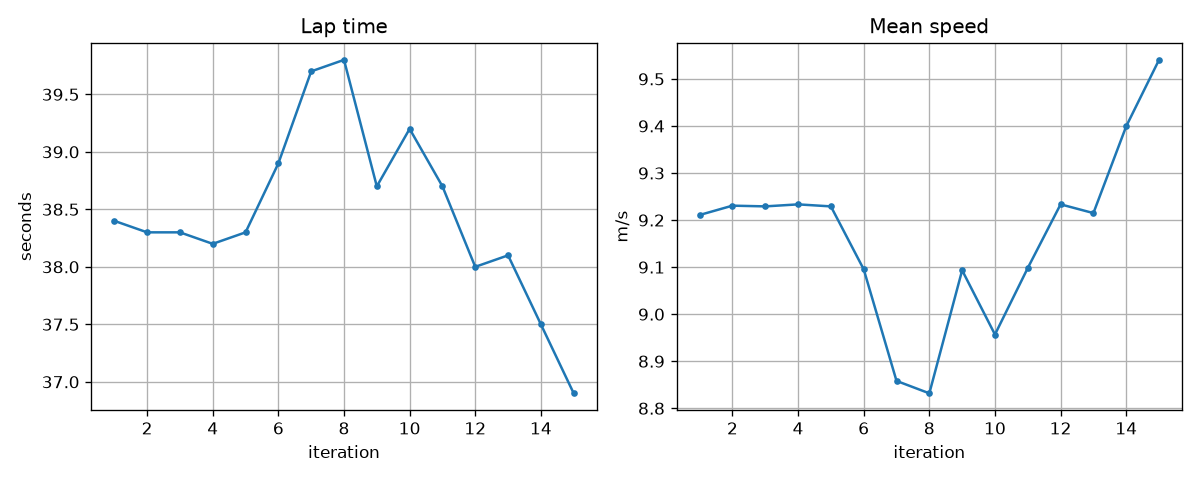 Lap time
39.5
39.0
38.5
38.0
37.5
37.0
seconds
2 4 6 8 10 12 14
iteration
Mean speed
9.5
9.4
9.3
9.2
9.1
9.0
8.9
8.8
m/s
2 4 6 8 10 12 14
iteration